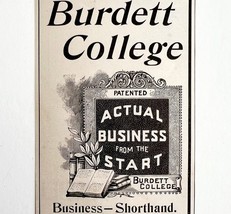 Burdett
College
PATENTED
ACTUAL
BUSINESS
FROM THE
START
BURDETT
COLLEGE
Business—Shorthand.